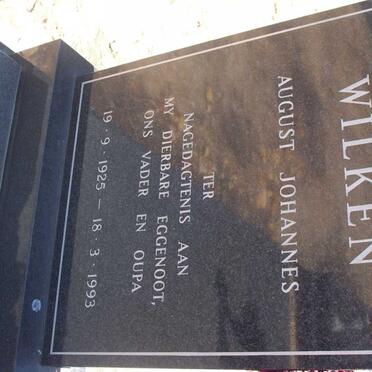 WILKEN
AUGUST JOHANNES
TER
NAGEDAGTENIS AAN
MY DIERBARE EGGENOOT,
ONS VADER EN OUPA
19 · 9 · 1925 — 18 · 3 · 1993